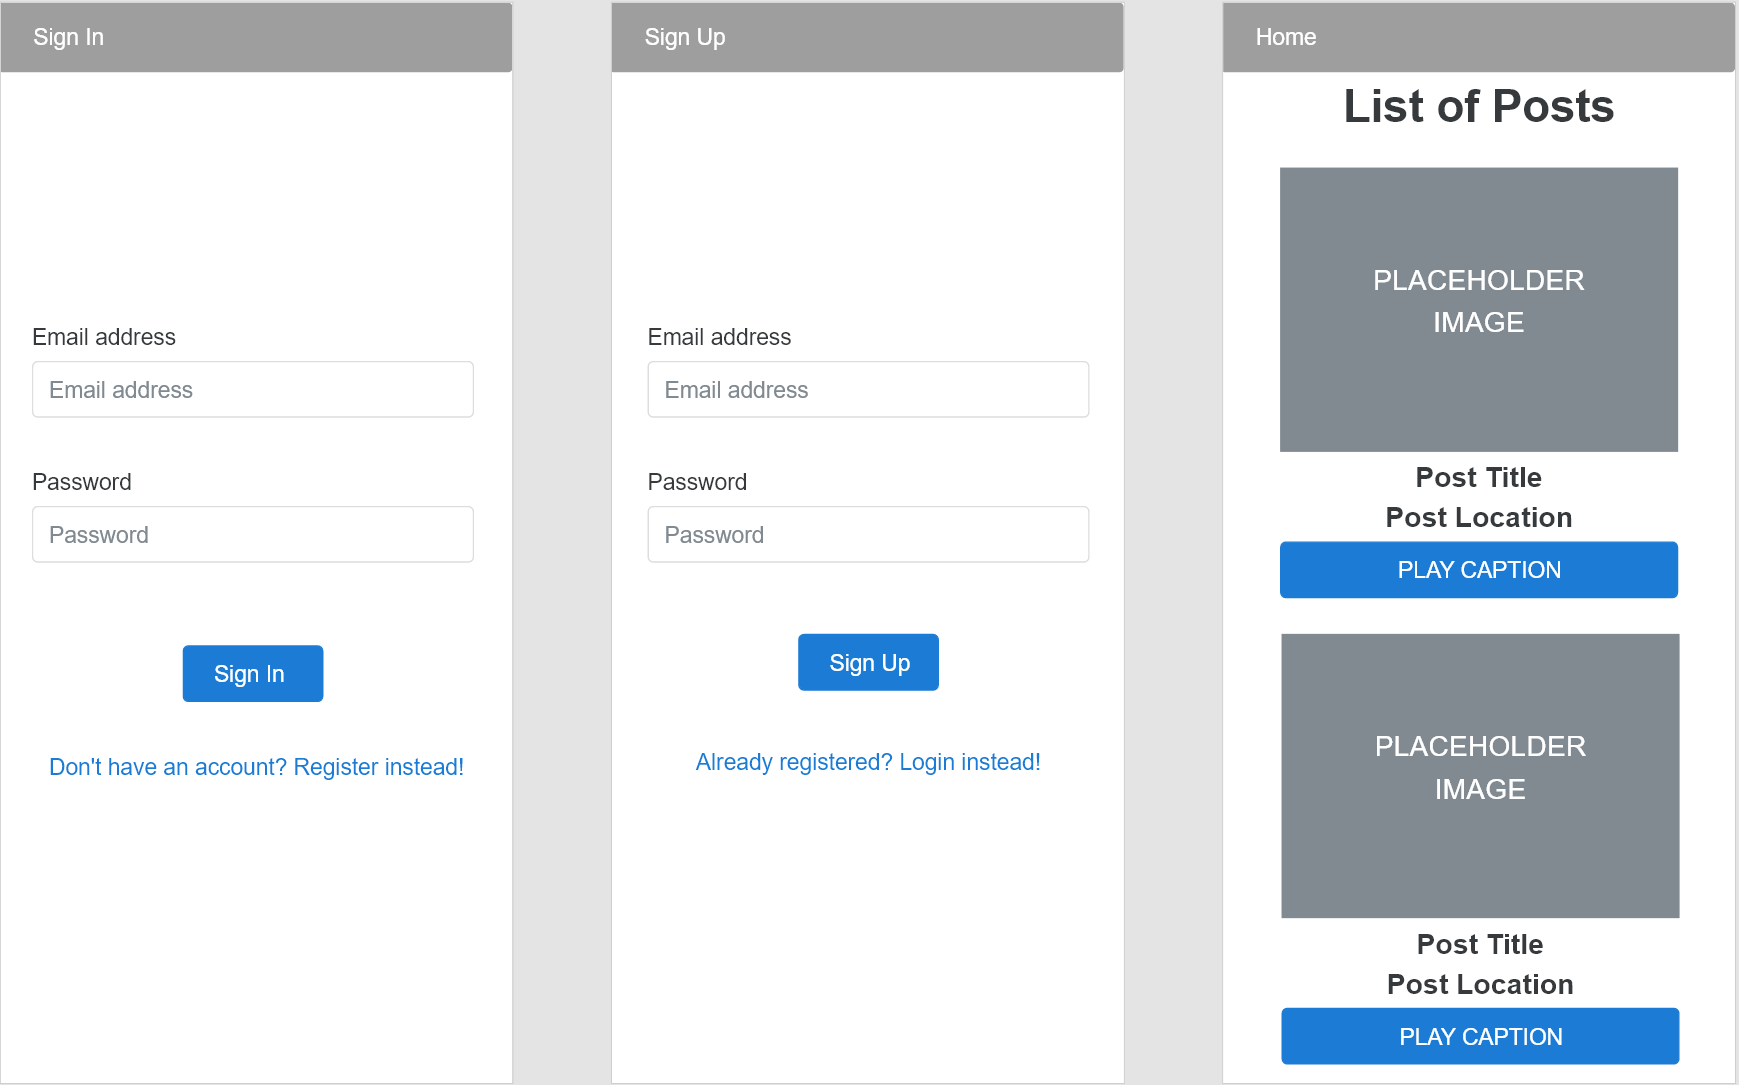 Sign In
Email address
Email address
Password
Password
Sign In
Don't have an account? Register instead!
Sign Up
Email address
Email address
Password
Password
Sign Up
Already registered? Login instead!
Home
List of Posts
PLACEHOLDER
IMAGE
Post Title
Post Location
PLAY CAPTION
PLACEHOLDER
IMAGE
Post Title
Post Location
PLAY CAPTION